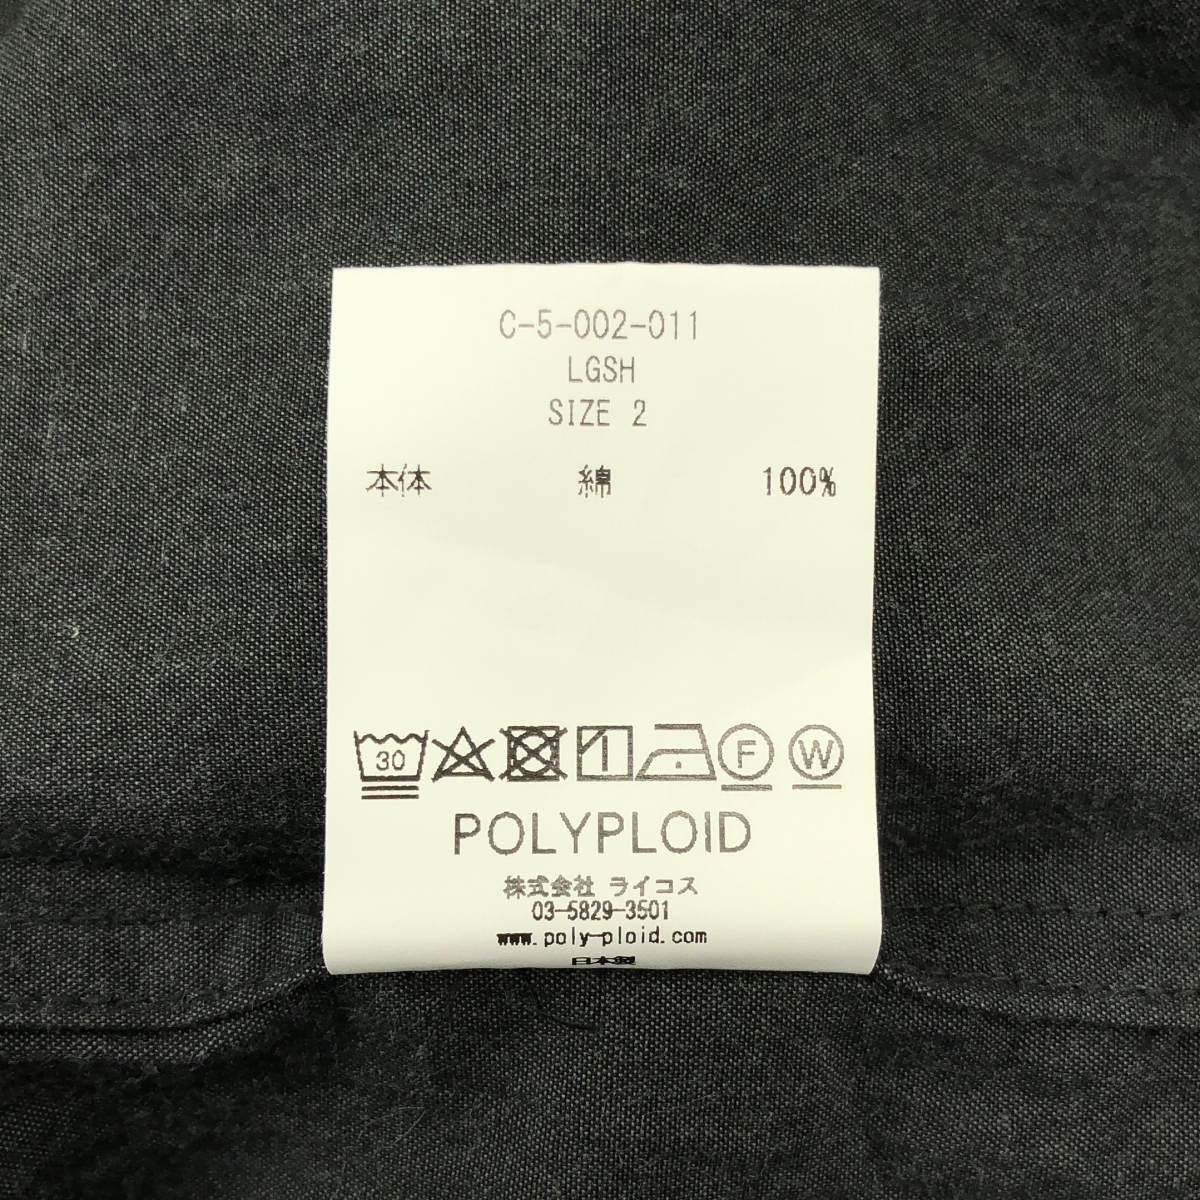 C-5-002-011
LGSH
SIZE 2
本体 綿 100%
30 F W
POLYPLOID
株式会社 ライコス
03-5829-3501
www.poly-ploid.com
日本製